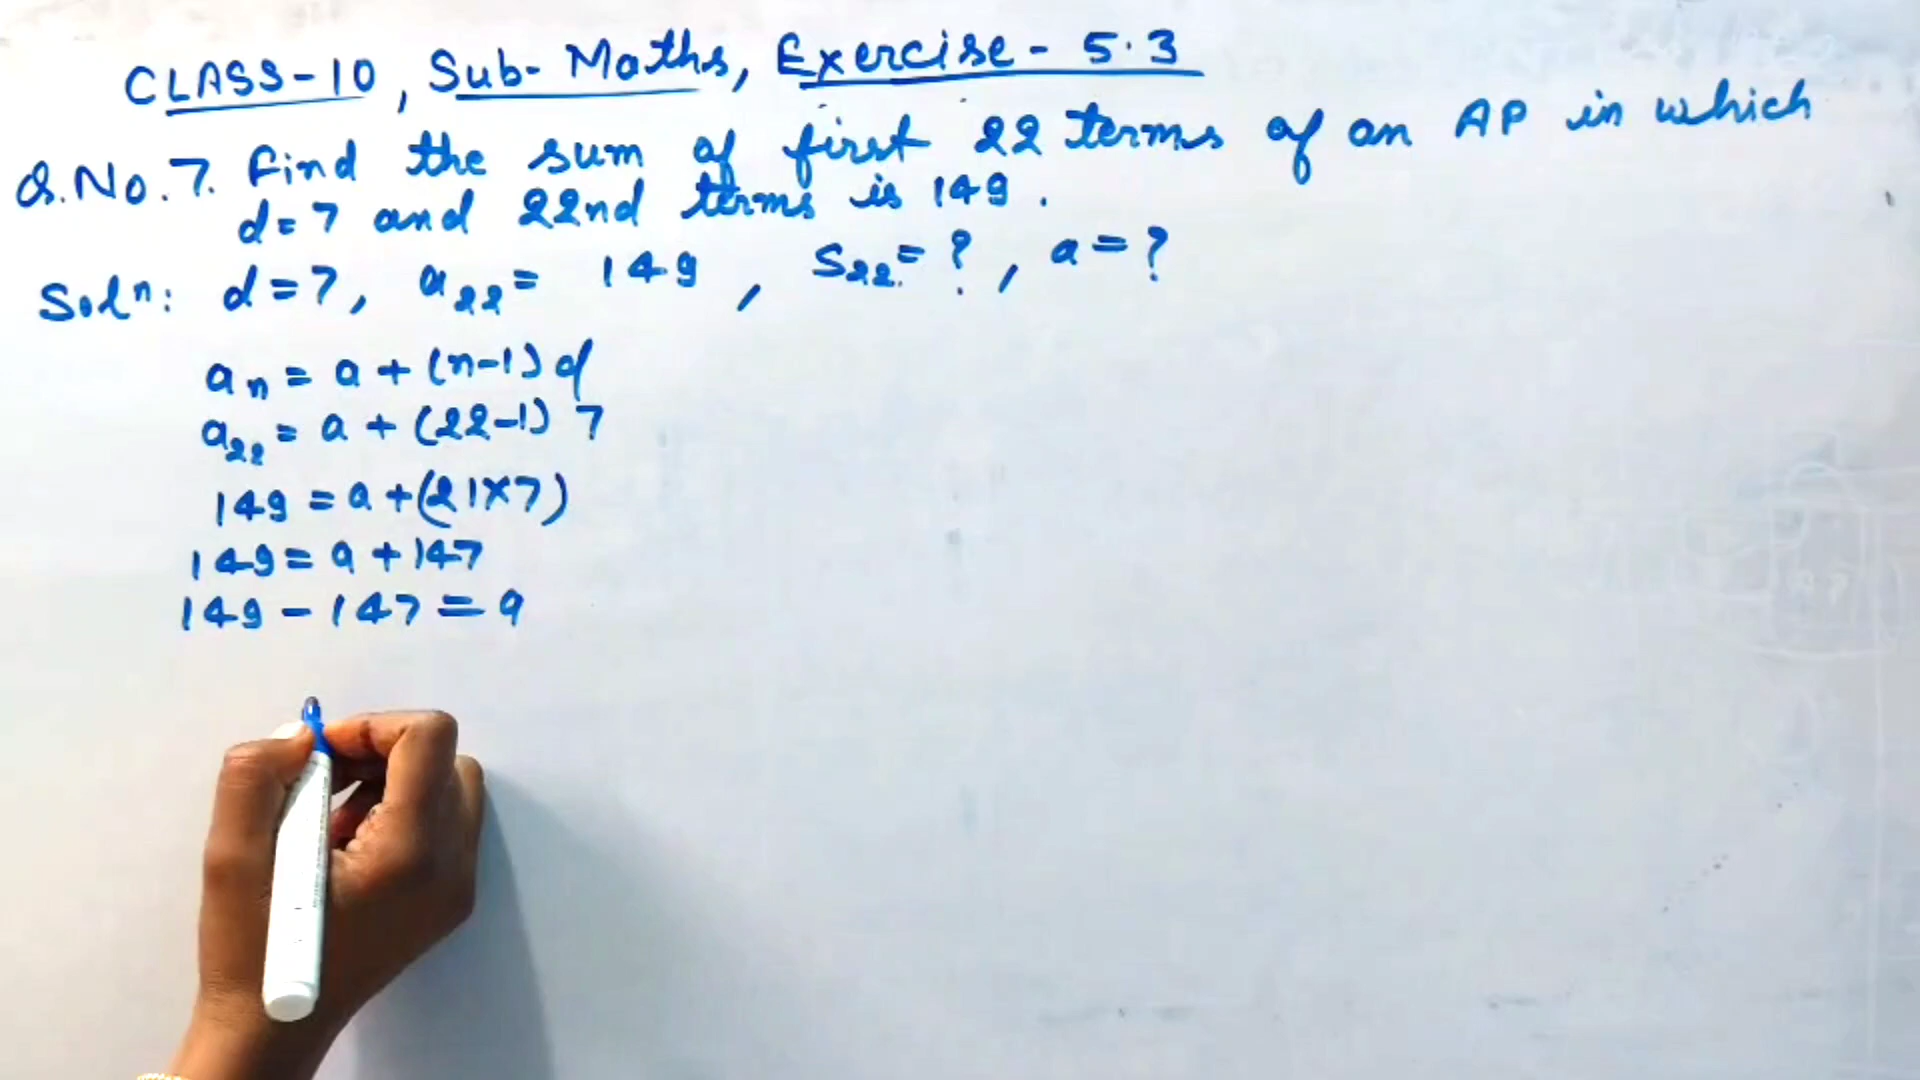 CLASS-10, Sub- Maths, Exercise- 5.3
Q.No.7. Find the sum of first 22 terms of an AP in which
d=7 and 22nd terms is 149.
Solⁿ: d=7, a₂₂= 149, S₂₂=?, a=?
aₙ = a + (n-1) d
a₂₂ = a + (22-1) 7
149 = a + (21×7)
149 = a + 147
149 - 147 = a